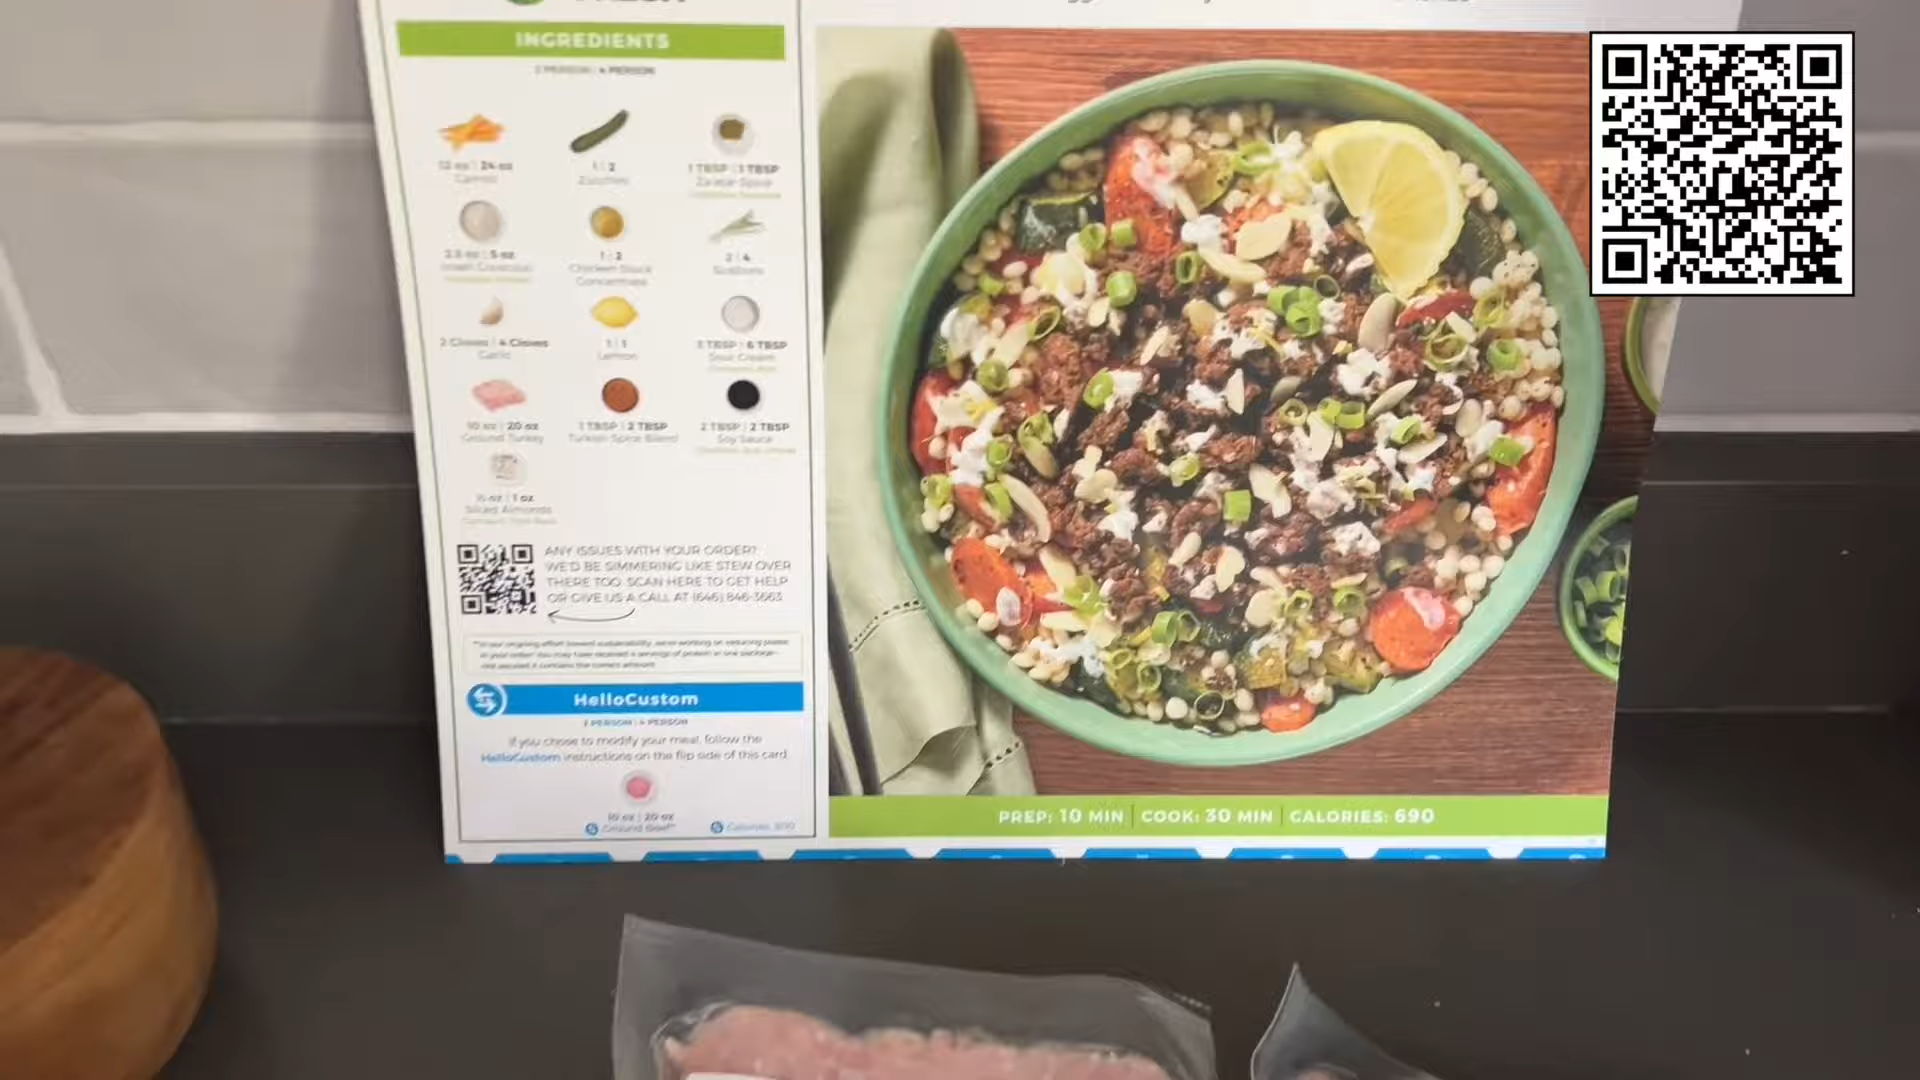 INGREDIENTS
2 PERSON | 4 PERSON
12 oz | 24 oz
Carrots
1 | 2
Zucchini
1 TBSP | 1 TBSP
Za'atar Spice
2.5 oz | 5 oz
Israeli Couscous
1 | 2
Chicken Stock
Concentrate
2 | 4
Scallions
2 Cloves | 4 Cloves
Garlic
1 | 1
Lemon
3 TBSP | 6 TBSP
Sour Cream
10 oz | 20 oz
Ground Turkey
1 TBSP | 2 TBSP
Turkish Spice Blend
2 TBSP | 2 TBSP
Soy Sauce
½ oz | 1 oz
Sliced Almonds
ANY ISSUES WITH YOUR ORDER?
WE'D BE SIMMERING LIKE STEW OVER
THERE TOO. SCAN HERE TO GET HELP
OR GIVE US A CALL AT (646) 846-3663
HelloCustom
2 PERSON | 4 PERSON
If you chose to modify your meal, follow the
HelloCustom instructions on the flip side of this card.
10 oz | 20 oz
Ground Beef**
Calories:
PREP: 10 MIN | COOK: 30 MIN | CALORIES: 690